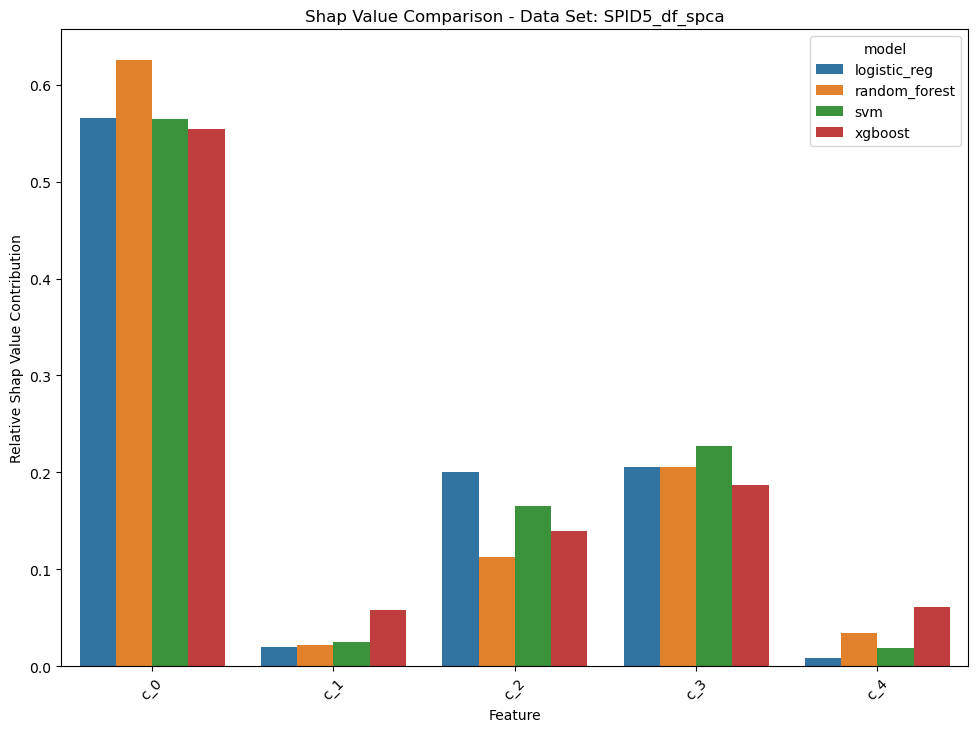 Shap Value Comparison - Data Set: SPID5_df_spca
model
logistic_reg
random_forest
svm
xgboost
Relative Shap Value Contribution
0.6
0.5
0.4
0.3
0.2
0.1
0.0
c_0
c_1
c_2
c_3
c_4
Feature